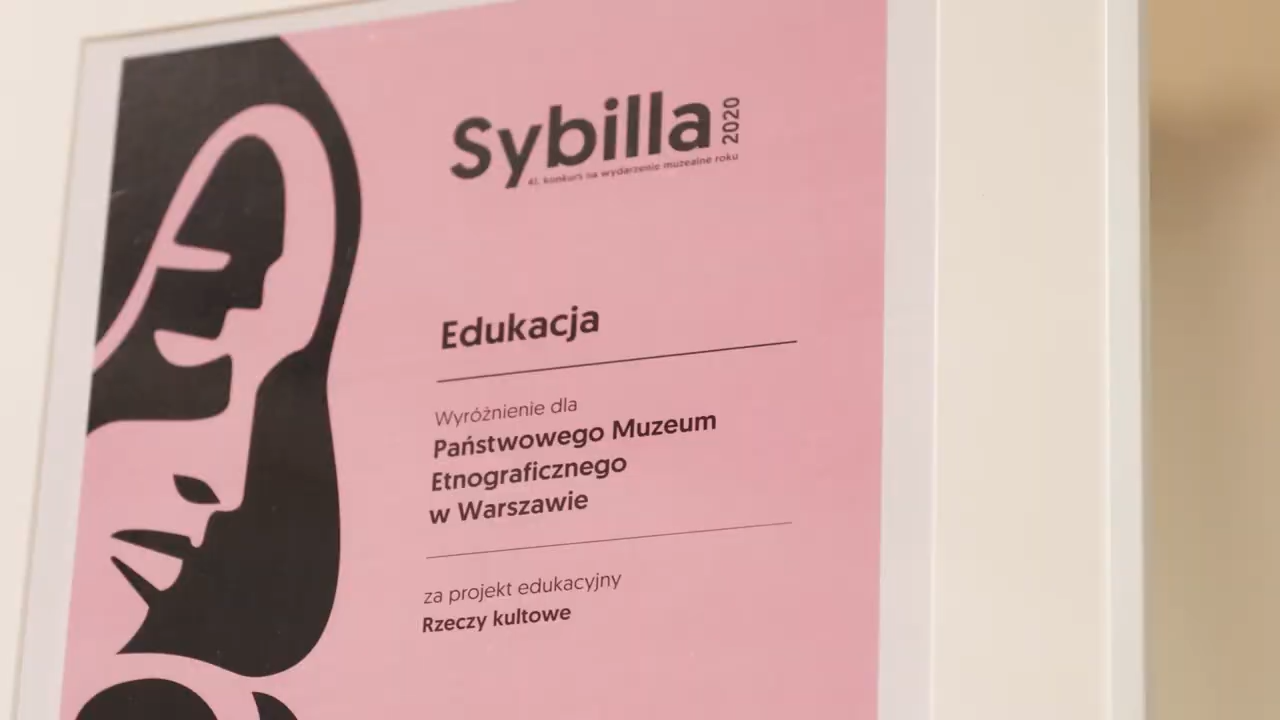 Sybilla 2020
41. konkurs na wydarzenie muzealne roku
Edukacja
Wyróżnienie dla
Państwowego Muzeum
Etnograficznego
w Warszawie
za projekt edukacyjny
Rzeczy kultowe